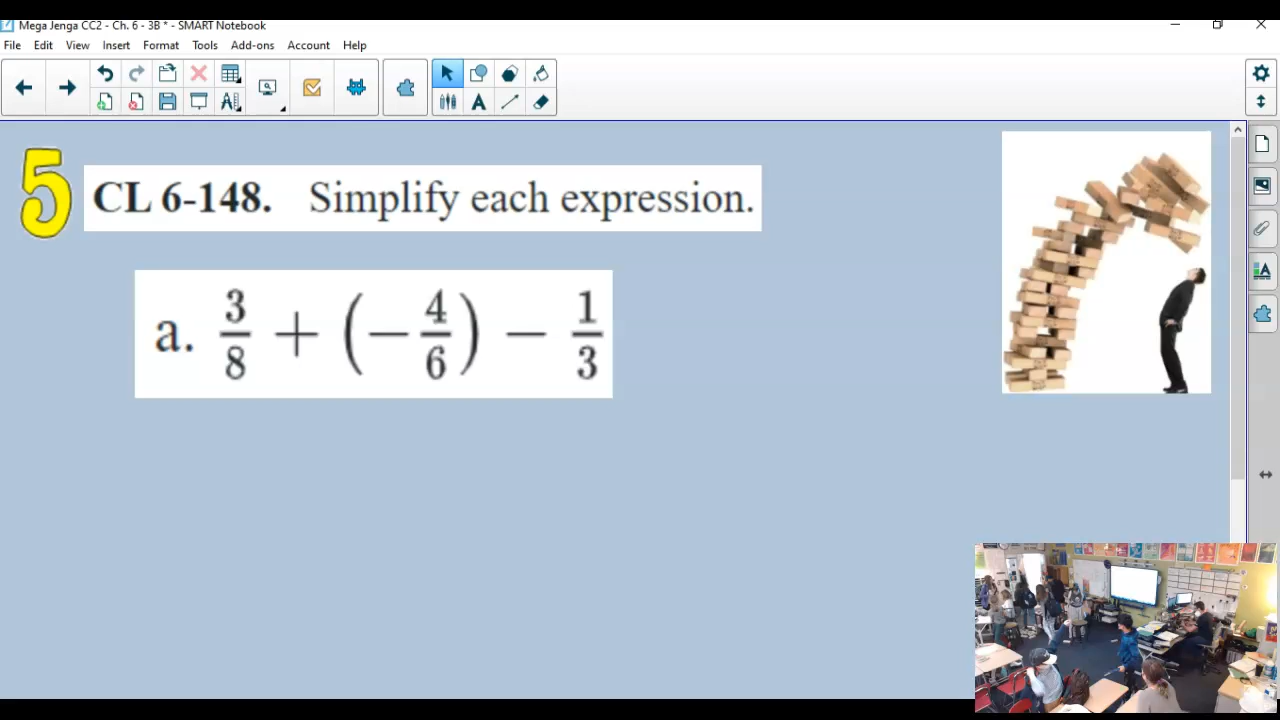 Mega Jenga CC2 - Ch. 6 - 3B * - SMART Notebook
File Edit View Insert Format Tools Add-ons Account Help
5
CL 6-148. Simplify each expression.
a. 3/8 + (-4/6) - 1/3